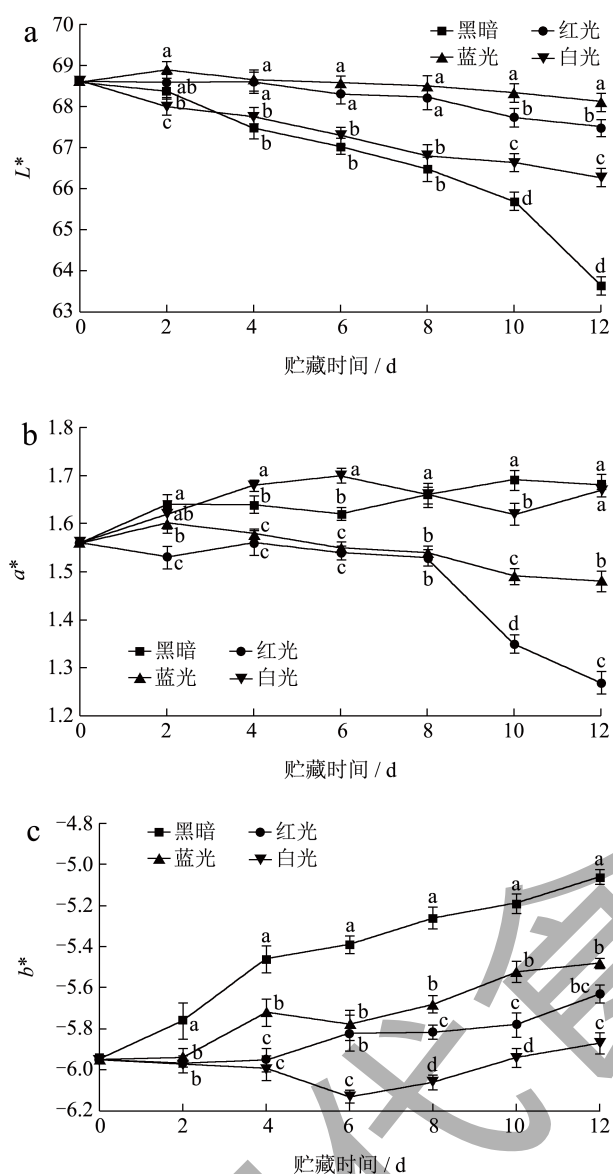 a
70
69
68
67
66
65
64
63
L*
黑暗 红光
蓝光 白光
a a a a a a a
ab a a a b b
b b b b b c c
c b b b d d
0 2 4 6 8 10 12
贮藏时间 / d
b
1.8
1.7
1.6
1.5
1.4
1.3
1.2
a*
a a a a a a
ab b b b a
b c c b c b
c c b d c
黑暗 红光
蓝光 白光
0 2 4 6 8 10 12
贮藏时间 / d
c
−4.8
−5.0
−5.2
−5.4
−5.6
−5.8
−6.0
−6.2
b*
黑暗 红光
蓝光 白光
a a a a a a
b b b b b b
b c b c c bc
c c d d c
0 2 4 6 8 10 12
贮藏时间 / d
代食